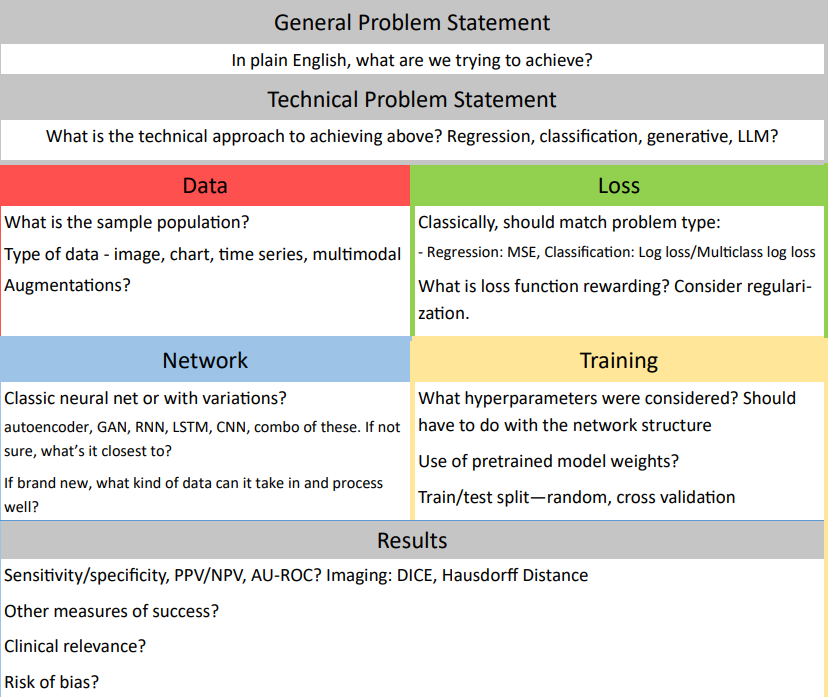 General Problem Statement
In plain English, what are we trying to achieve?
Technical Problem Statement
What is the technical approach to achieving above? Regression, classification, generative, LLM?
Data
What is the sample population?
Type of data - image, chart, time series, multimodal
Augmentations?
Loss
Classically, should match problem type:
- Regression: MSE, Classification: Log loss/Multiclass log loss
What is loss function rewarding? Consider regulari-
zation.
Network
Classic neural net or with variations?
autoencoder, GAN, RNN, LSTM, CNN, combo of these. If not
sure, what’s it closest to?
If brand new, what kind of data can it take in and process
well?
Training
What hyperparameters were considered? Should
have to do with the network structure
Use of pretrained model weights?
Train/test split—random, cross validation
Results
Sensitivity/specificity, PPV/NPV, AU-ROC? Imaging: DICE, Hausdorff Distance
Other measures of success?
Clinical relevance?
Risk of bias?